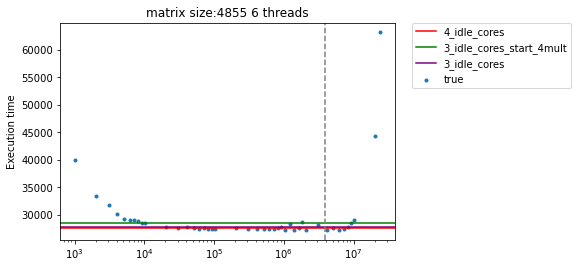 matrix size:4855 6 threads
Execution time
60000
55000
50000
45000
40000
35000
30000
10³
10⁴
10⁵
10⁶
10⁷
4_idle_cores
3_idle_cores_start_4mult
3_idle_cores
true